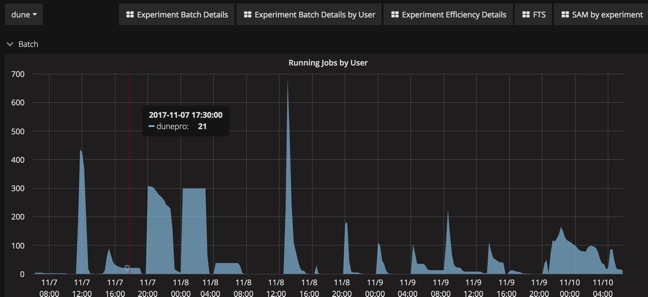 dune
Experiment Batch Details
Experiment Batch Details by User
Experiment Efficiency Details
FTS
SAM by experiment
Batch
Running Jobs by User
700
600
500
400
300
200
100
0
2017-11-07 17:30:00
dunepro: 21
11/7 11/7 11/7 11/7 11/8 11/8 11/8 11/8 11/8 11/8 11/9 11/9 11/9 11/9 11/9 11/9 11/10 11/10
08:00 12:00 16:00 20:00 00:00 04:00 08:00 12:00 16:00 20:00 00:00 04:00 08:00 12:00 16:00 20:00 00:00 04:00